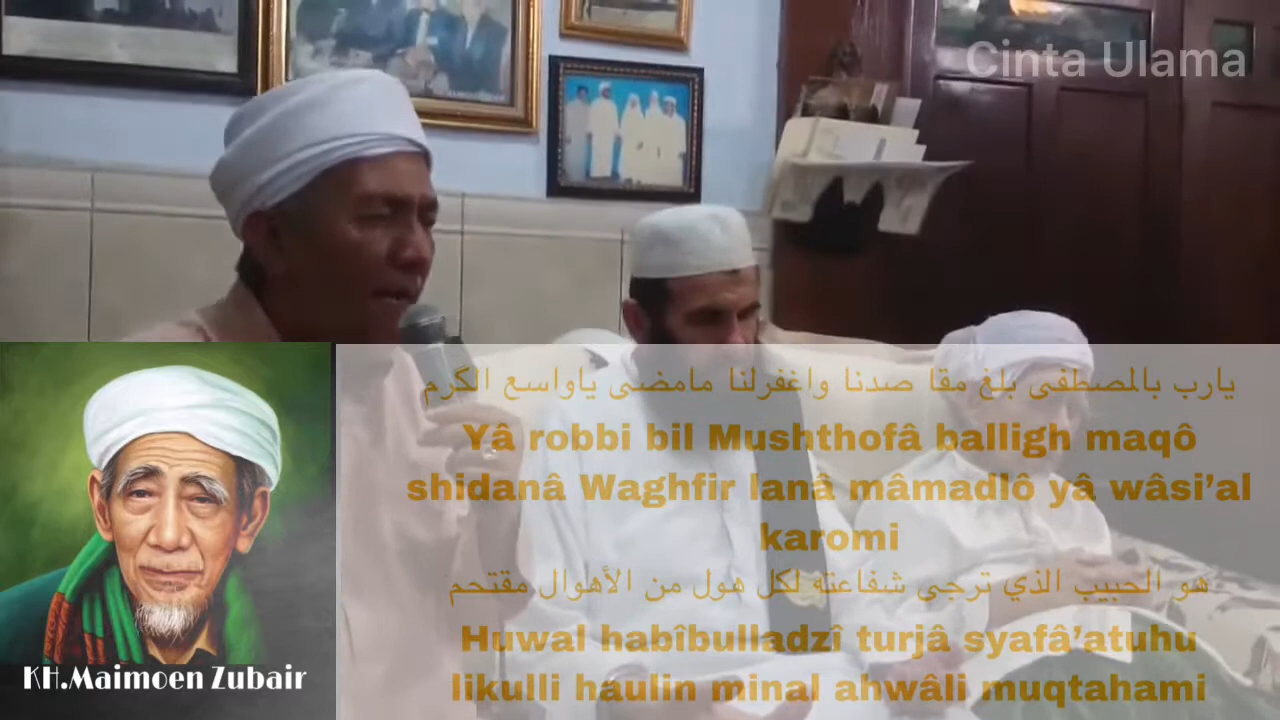 Cinta Ulama
يارب بالمصطفى بلغ مقا صدنا واغفرلنا مامضى ياواسع الكرم
Yâ robbi bil Mushthofâ balligh maqô
shidanâ Waghfir lanâ mâmadlô yâ wâsi’al
karomi
هو الحبيب الذي ترجى شفاعته لكل هول من الأهوال مقتحم
Huwal habîbulladzî turjâ syafâ’atuhu
likulli haulin minal ahwâli muqtahami
KH.Maimoen Zubair